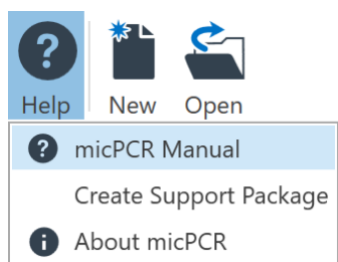 Help New Open
micPCR Manual
Create Support Package
About micPCR